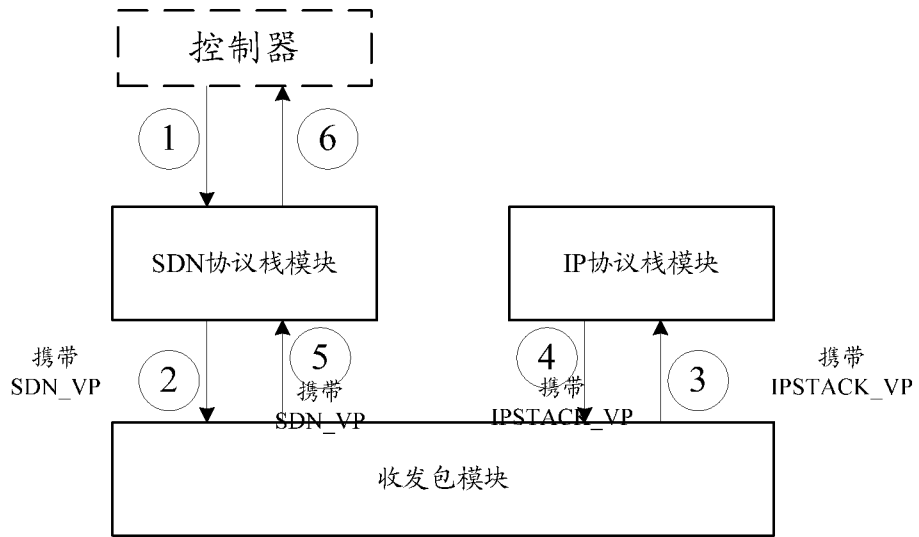 控制器
1
6
SDN协议栈模块
IP协议栈模块
携带
SDN_VP
2
5
携带
SDN_VP
4
携带
IPSTACK_VP
3
携带
IPSTACK_VP
收发包模块